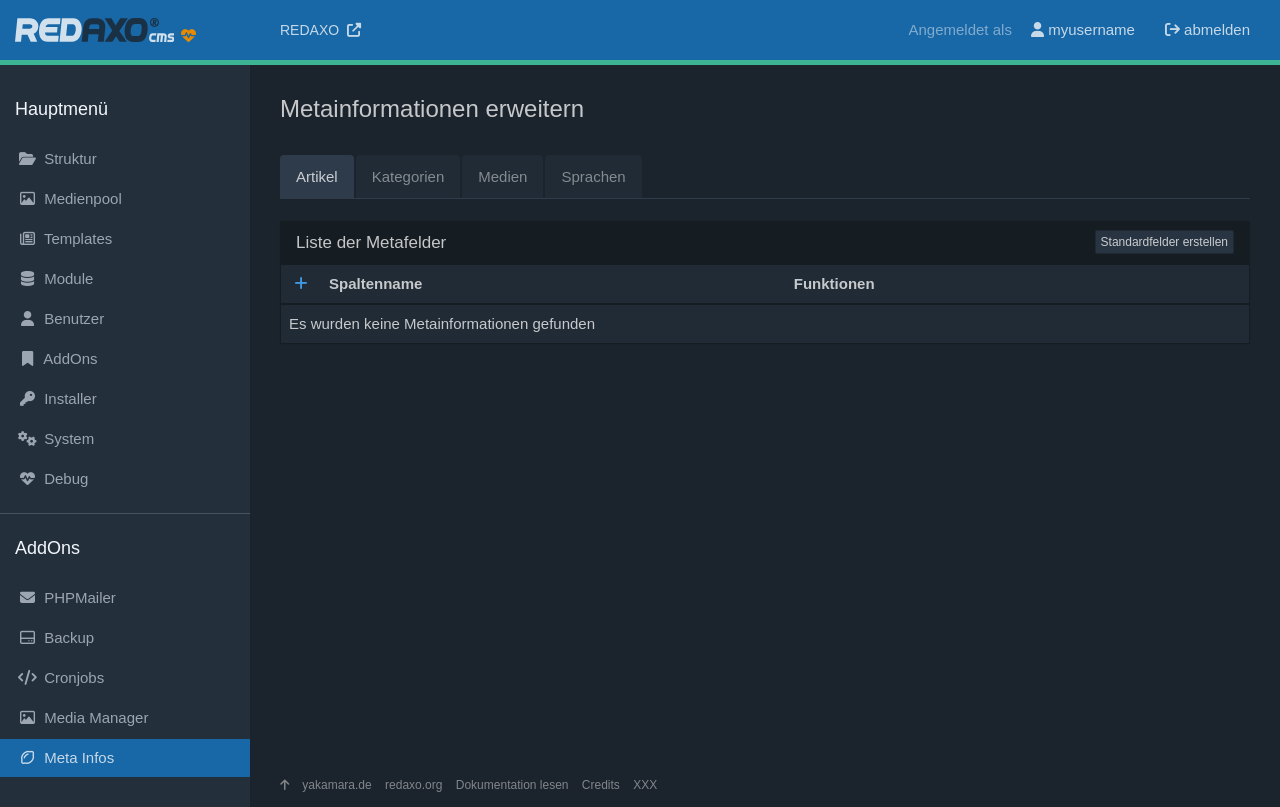 REDAXO® cms
REDAXO
Angemeldet als myusername abmelden
Hauptmenü
Struktur
Medienpool
Templates
Module
Benutzer
AddOns
Installer
System
Debug
AddOns
PHPMailer
Backup
Cronjobs
Media Manager
Meta Infos
Metainformationen erweitern
Artikel Kategorien Medien Sprachen
Liste der Metafelder Standardfelder erstellen
Spaltenname Funktionen
Es wurden keine Metainformationen gefunden
yakamara.de redaxo.org Dokumentation lesen Credits XXX